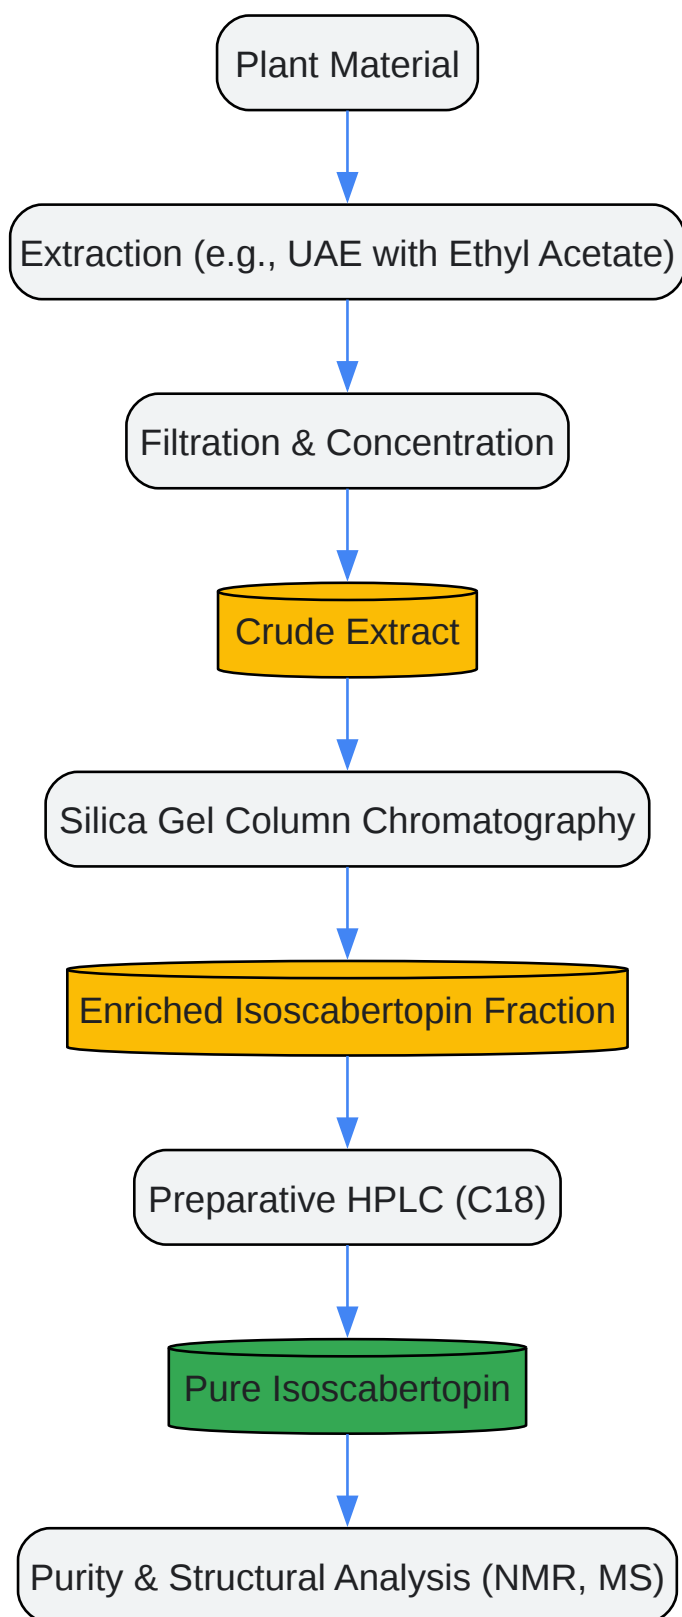 Plant Material
Extraction (e.g., UAE with Ethyl Acetate)
Filtration & Concentration
Crude Extract
Silica Gel Column Chromatography
Enriched Isoscabertopin Fraction
Preparative HPLC (C18)
Pure Isoscabertopin
Purity & Structural Analysis (NMR, MS)